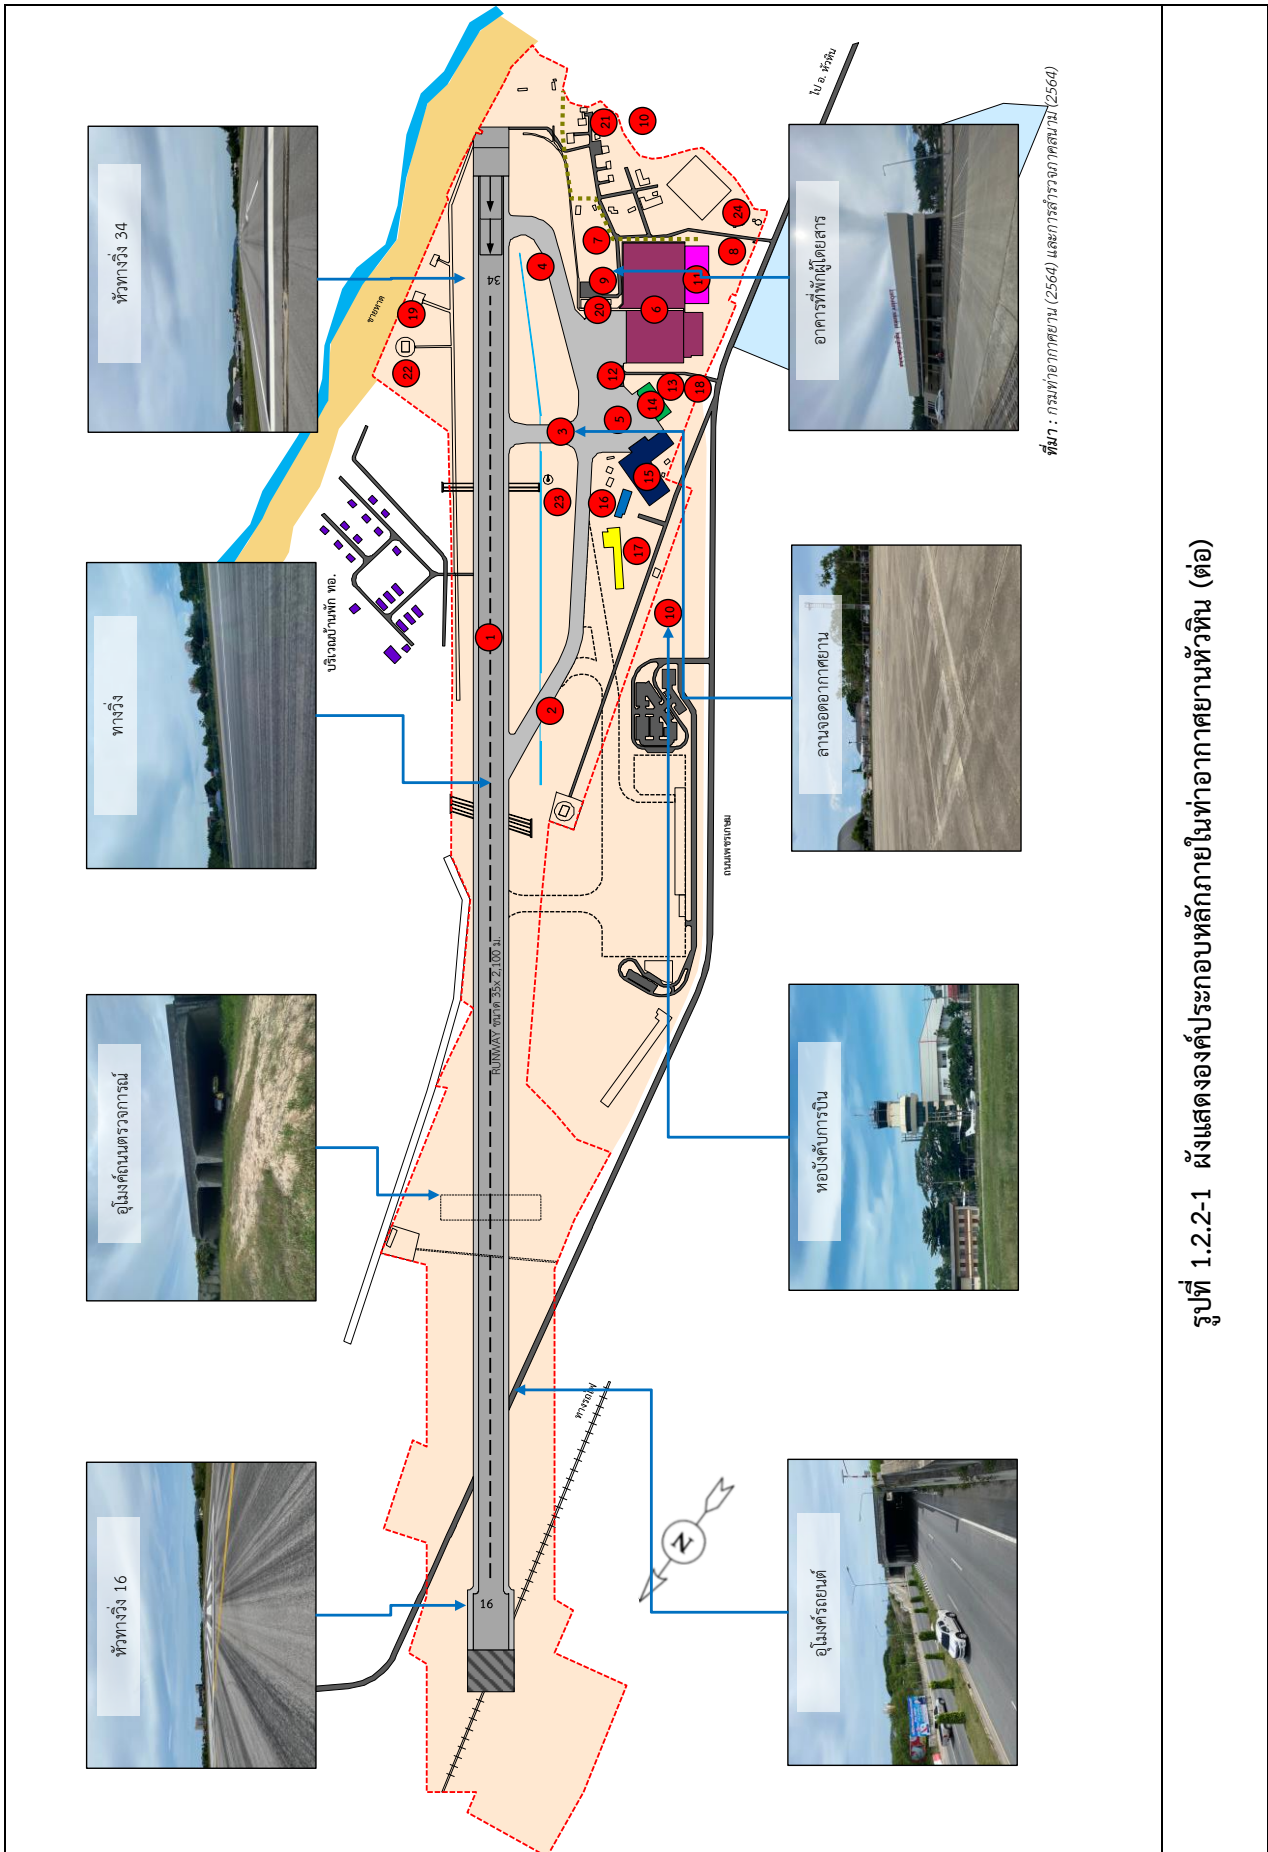 หัวทางวิ่ง 16
อุโมงค์ถนนตรวจการณ์
ทางวิ่ง
หัวทางวิ่ง 34
ชายหาด
บริเวณบ้านพัก ทอ.
19
22
16
RUNWAY ขนาด 35x 2,100 ม.
1
34
2
23
3
4
ทางรถไฟ
17
16
15
5
14
12
13
18
20
6
9
11
7
8
21
24
10
10
ถนนเพชรเกษม
ไป อ. หัวหิน
N
อุโมงค์รถยนต์
หอบังคับการบิน
ลานจอดอากาศยาน
อาคารที่พักผู้โดยสาร
ที่มา : กรมท่าอากาศยาน (2564) และการสำรวจภาคสนาม (2564)
รูปที่ 1.2.2-1 ผังแสดงองค์ประกอบหลักภายในท่าอากาศยานหัวหิน (ต่อ)